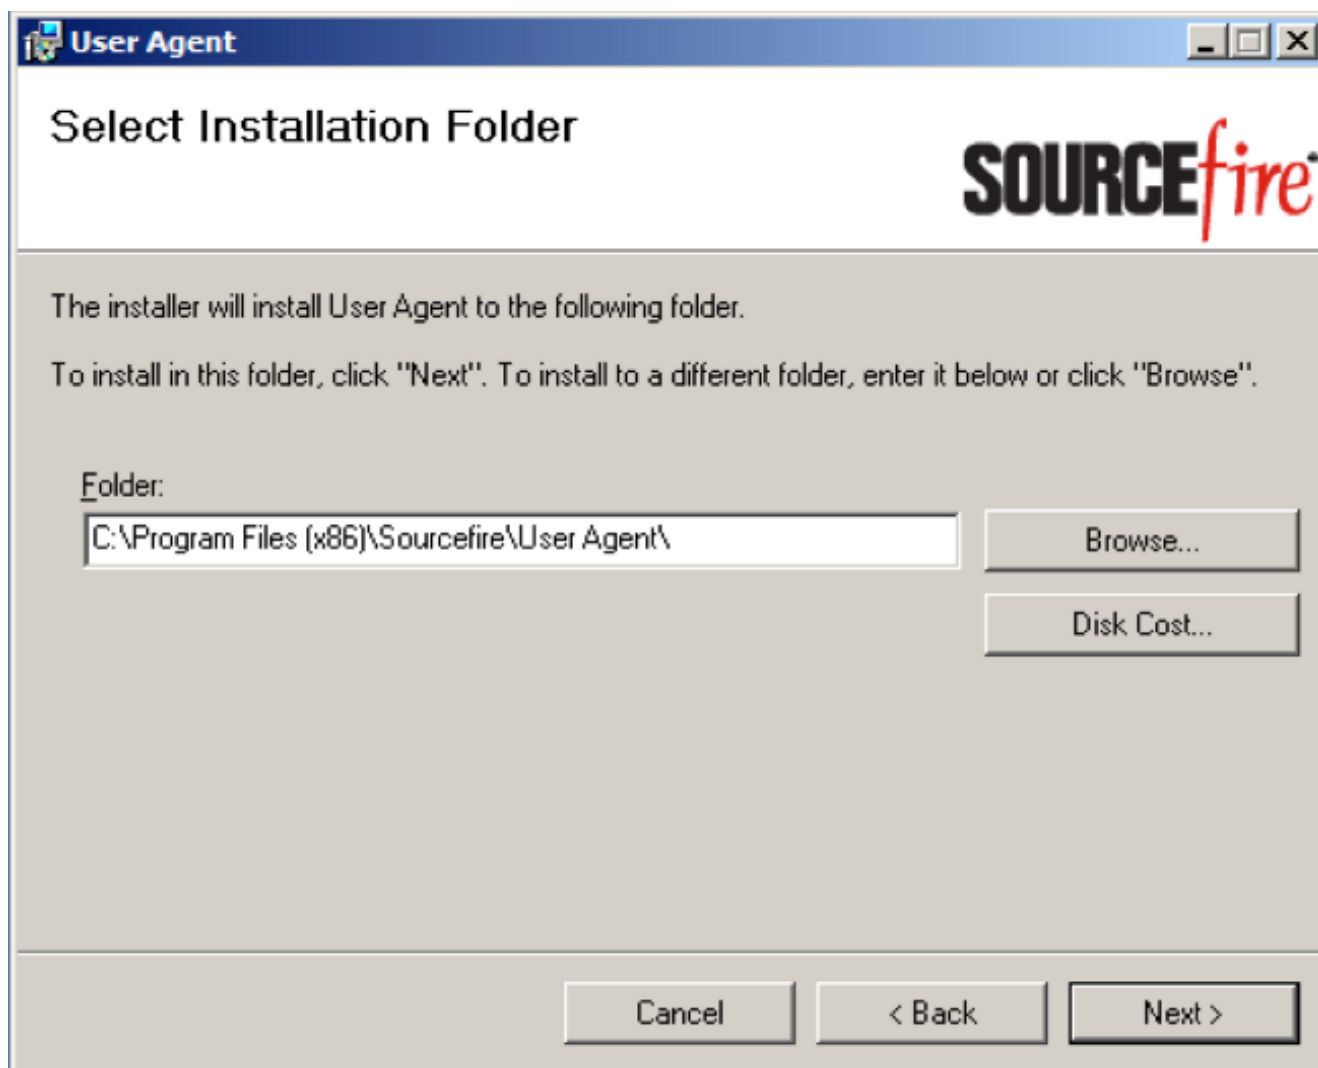 User Agent
Select Installation Folder
SOURCEfire
The installer will install User Agent to the following folder.
To install in this folder, click "Next". To install to a different folder, enter it below or click "Browse".
Folder:
C:\Program Files (x86)\Sourcefire\User Agent\
Browse...
Disk Cost...
Cancel
< Back
Next >